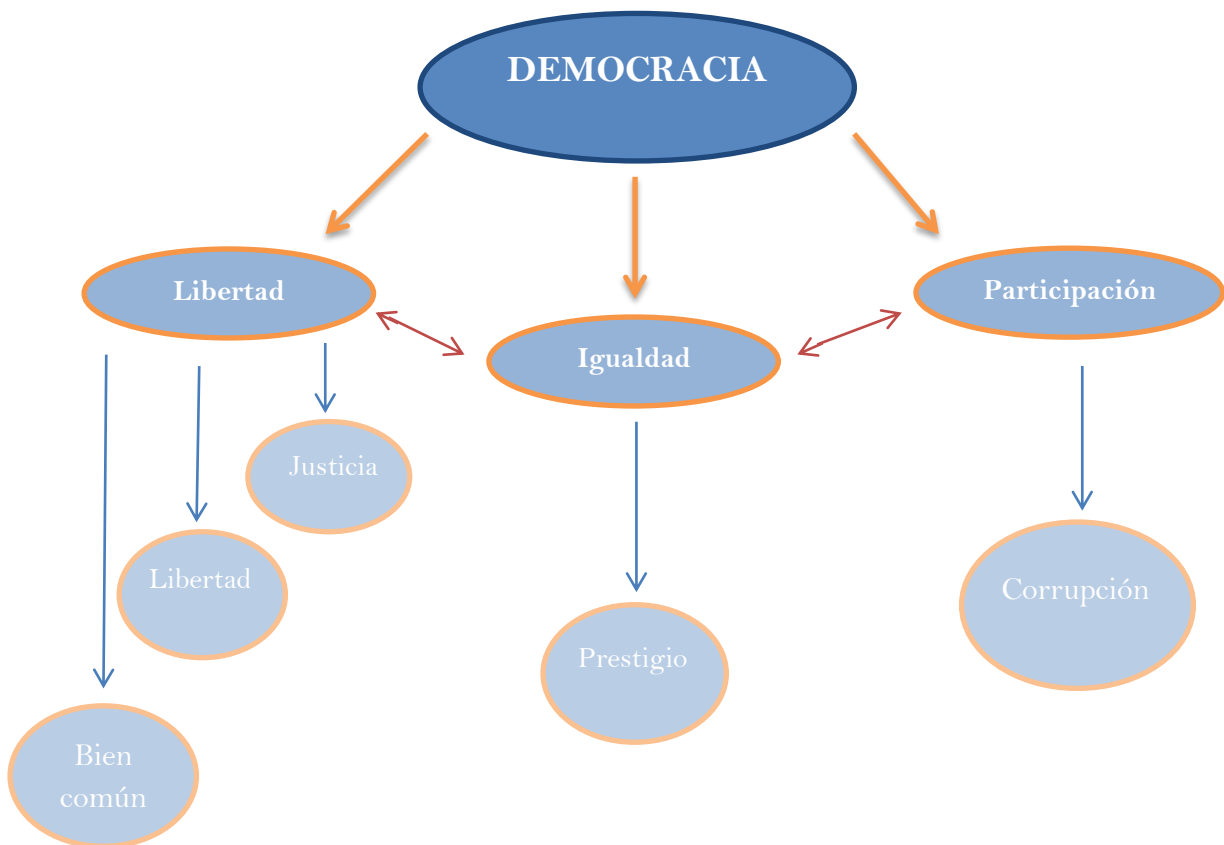 DEMOCRACIA
Libertad
Igualdad
Participación
Justicia
Libertad
Prestigio
Corrupción
Bien
común